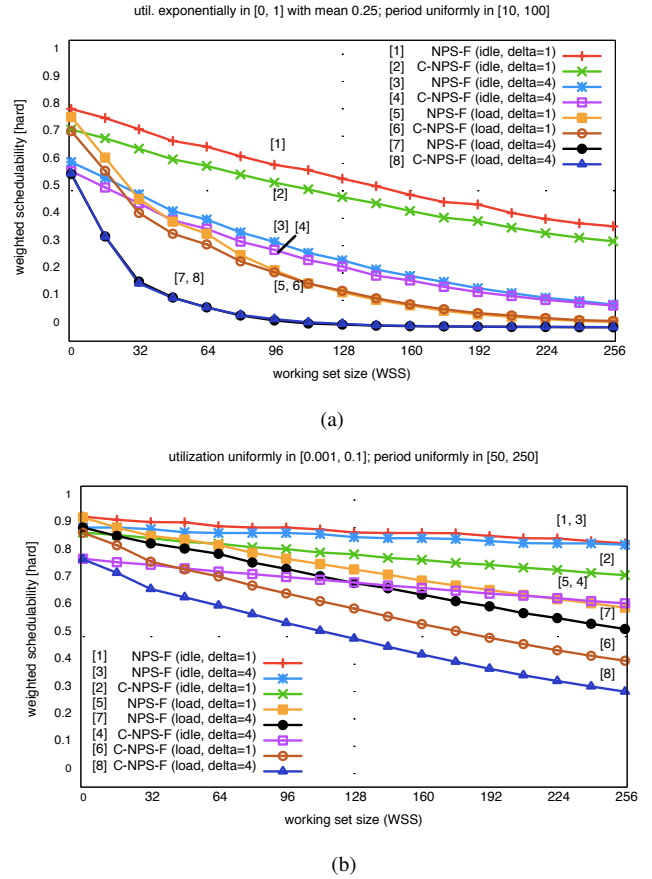 util. exponentially in [0, 1] with mean 0.25; period uniformly in [10, 100]
weighted schedulability [hard]
1
0.9
0.8
0.7
0.6
0.5
0.4
0.3
0.2
0.1
0
[1] NPS-F (idle, delta=1)
[2] C-NPS-F (idle, delta=1)
[3] NPS-F (idle, delta=4)
[4] C-NPS-F (idle, delta=4)
[5] NPS-F (load, delta=1)
[6] C-NPS-F (load, delta=1)
[7] NPS-F (load, delta=4)
[8] C-NPS-F (load, delta=4)
[1]
[2]
[3] [4]
[7, 8]
[5, 6]
0 32 64 96 128 160 192 224 256
working set size (WSS)
(a)
utilization uniformly in [0.001, 0.1]; period uniformly in [50, 250]
weighted schedulability [hard]
1
0.9
0.8
0.7
0.6
0.5
0.4
0.3
0.2
0.1
0
[1, 3]
[2]
[5, 4]
[7]
[6]
[8]
[1] NPS-F (idle, delta=1)
[3] NPS-F (idle, delta=4)
[2] C-NPS-F (idle, delta=1)
[5] NPS-F (load, delta=1)
[7] NPS-F (load, delta=4)
[4] C-NPS-F (idle, delta=4)
[6] C-NPS-F (load, delta=1)
[8] C-NPS-F (load, delta=4)
0 32 64 96 128 160 192 224 256
working set size (WSS)
(b)